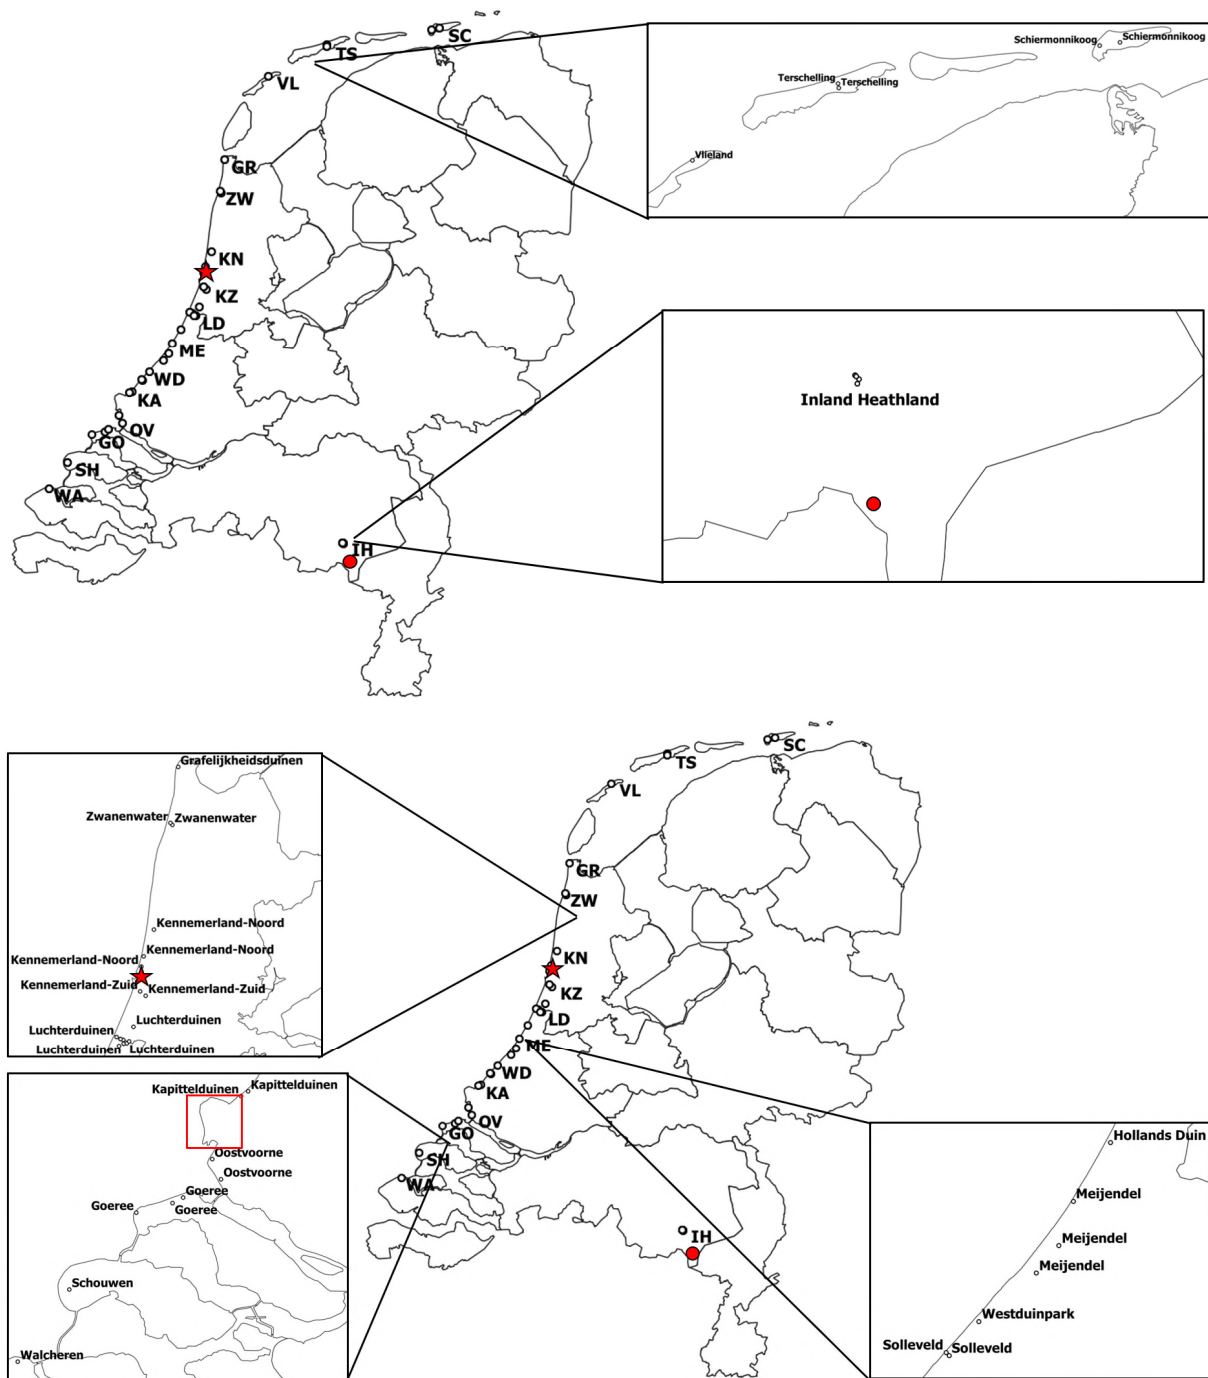 SC
TS
VL
GR
ZW
KN
KZ
LD
ME
WD
KA
OV
GO
SH
WA
IH
Schiermonnikoog
Schiermonnikoog
Terschelling
Terschelling
Vlieland
Inland Heathland
Grafelijkheidsduinen
Zwanenwater
Zwanenwater
Kennemerland-Noord
Kennemerland-Noord
Kennemerland-Noord
Kennemerland-Zuid
Kennemerland-Zuid
Luchterduinen
Luchterduinen
Luchterduinen
Luchterduinen
Kapittelduinen
Kapittelduinen
Oostvoorne
Oostvoorne
Goeree
Goeree
Goeree
Schouwen
Walcheren
SC
TS
VL
GR
ZW
KN
KZ
LD
ME
WD
KA
OV
GO
SH
WA
IH
Hollands Duin
Meijendel
Meijendel
Meijendel
Westduinpark
Solleveld
Solleveld